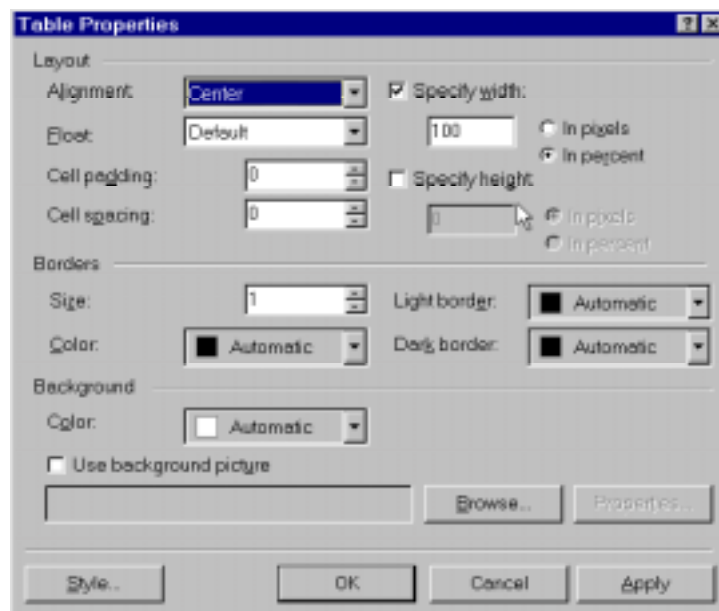 Table Properties
Layout
Alignment: Center
Specify width:
Float: Default
100
In pixels
In percent
Cell padding: 0
Specify height:
Cell spacing: 0
0
In pixels
In percent
Borders
Size: 1
Light border: Automatic
Color: Automatic
Dark border: Automatic
Background
Color: Automatic
Use background picture
Browse...
Properties...
Style...
OK
Cancel
Apply